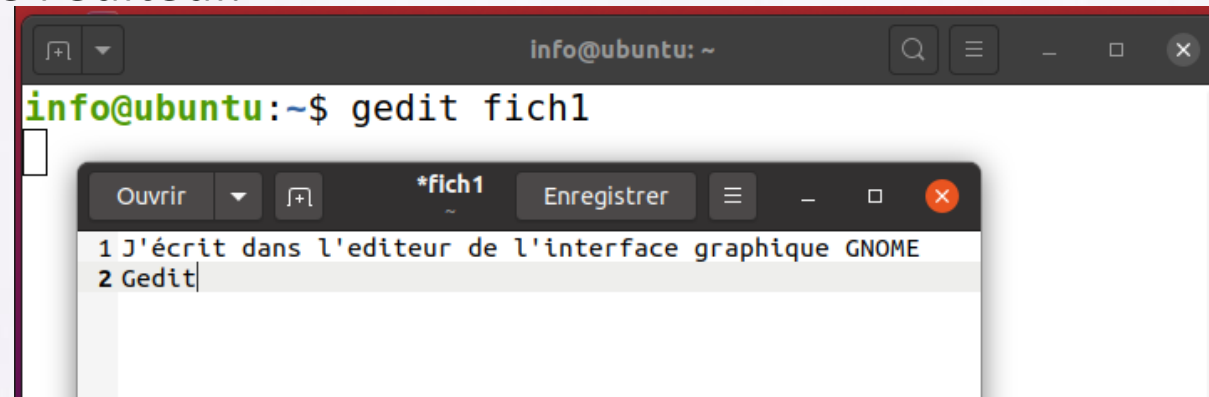 info@ubuntu: ~
info@ubuntu:~$ gedit fich1
Ouvrir *fich1 Enregistrer
~
1 J'écrit dans l'editeur de l'interface graphique GNOME
2 Gedit